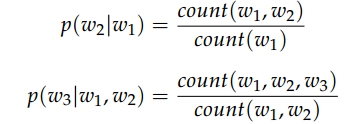 p(w₂|w₁) = count(w₁, w₂) / count(w₁)
p(w₃|w₁, w₂) = count(w₁, w₂, w₃) / count(w₁, w₂)